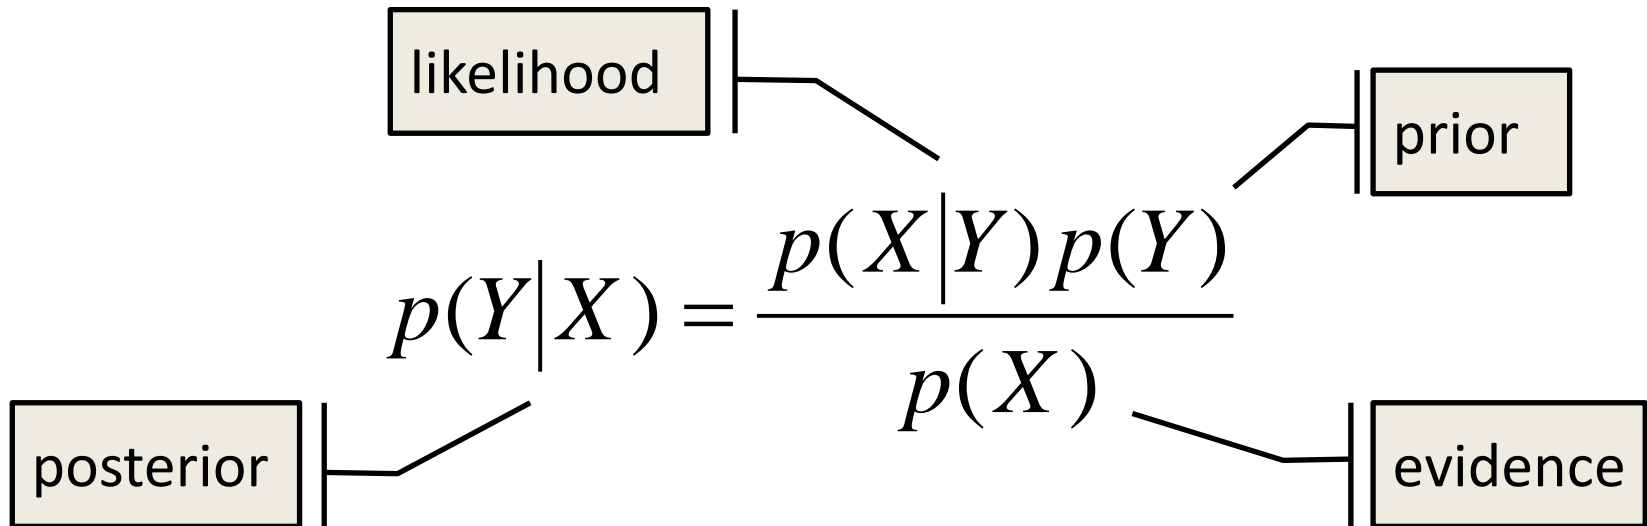 likelihood
prior
p(Y|X) = p(X|Y) p(Y) / p(X)
posterior
evidence